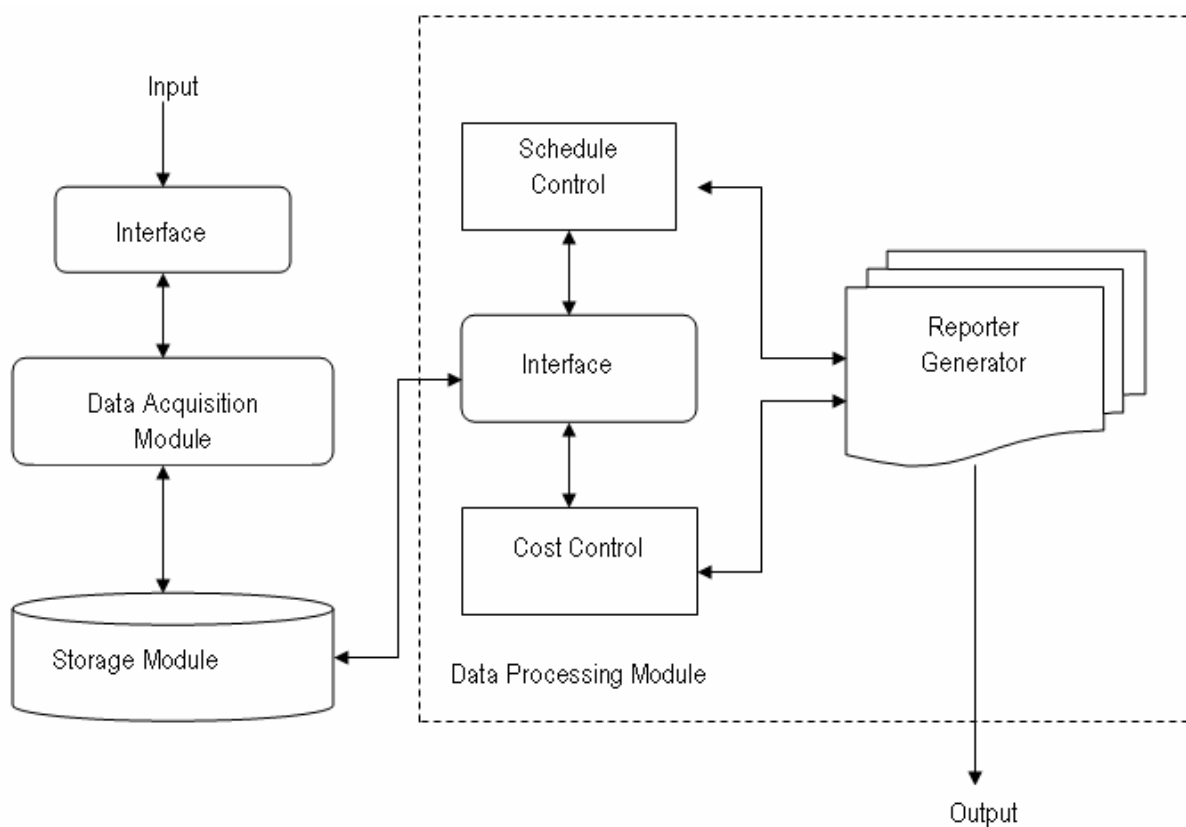 Input
Interface
Data Acquisition
Module
Storage Module
Schedule
Control
Interface
Cost Control
Data Processing Module
Reporter
Generator
Output